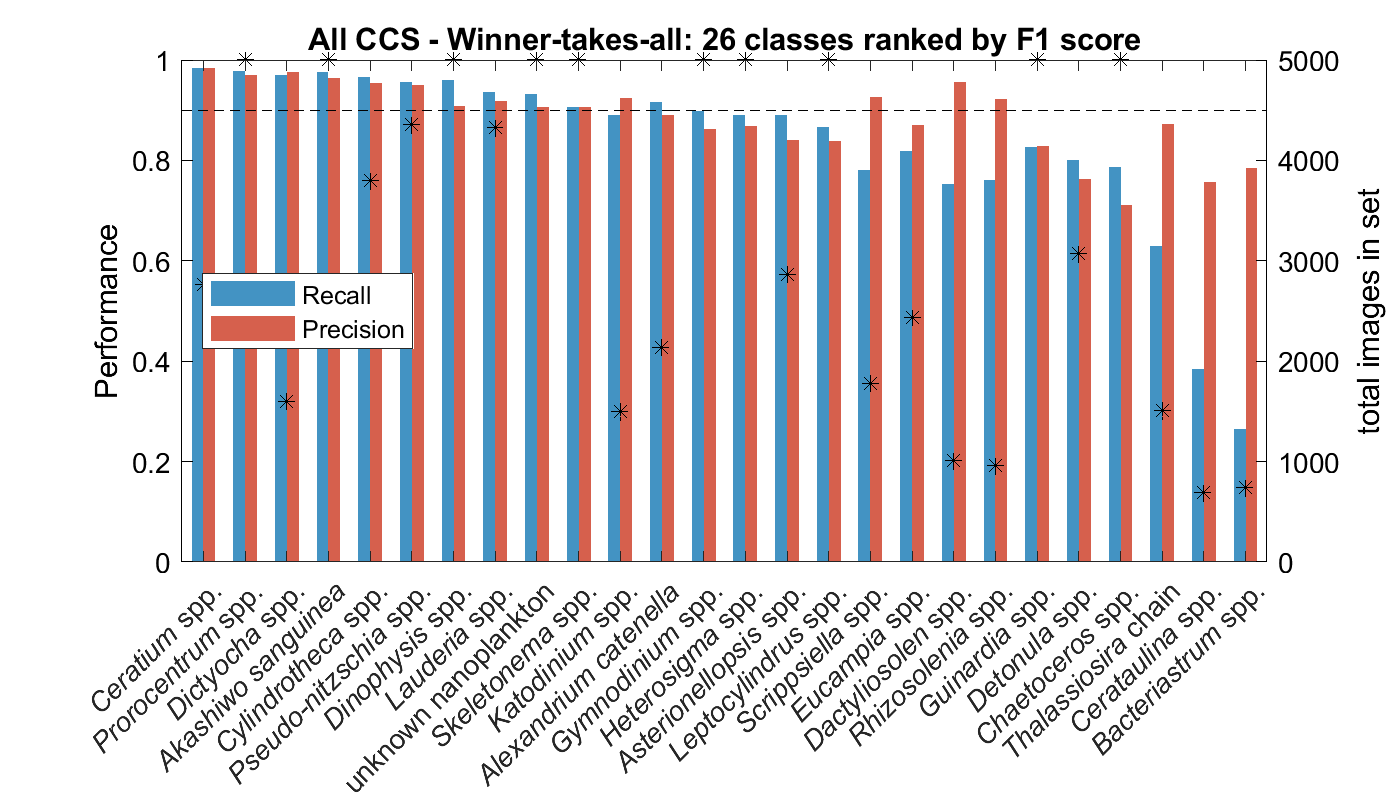 All CCS - Winner-takes-all: 26 classes ranked by F1 score
1
0.8
0.6
0.4
0.2
0
Performance
5000
4000
3000
2000
1000
0
total images in set
Recall
Precision
Ceratium spp.
Prorocentrum spp.
Dictyocha spp.
Akashiwo sanguinea
Cylindrotheca spp.
Pseudo-nitzschia spp.
Dinophysis spp.
Lauderia spp.
unknown nanoplankton
Skeletonema spp.
Katodinium spp.
Alexandrium catenella
Gymnodinium spp.
Heterosigma spp.
Asterionellopsis spp.
Leptocylindrus spp.
Scrippsiella spp.
Eucampia spp.
Dactyliosolen spp.
Rhizosolenia spp.
Guinardia spp.
Detonula spp.
Chaetoceros spp.
Thalassiosira chain
Cerataulina spp.
Bacteriastrum spp.